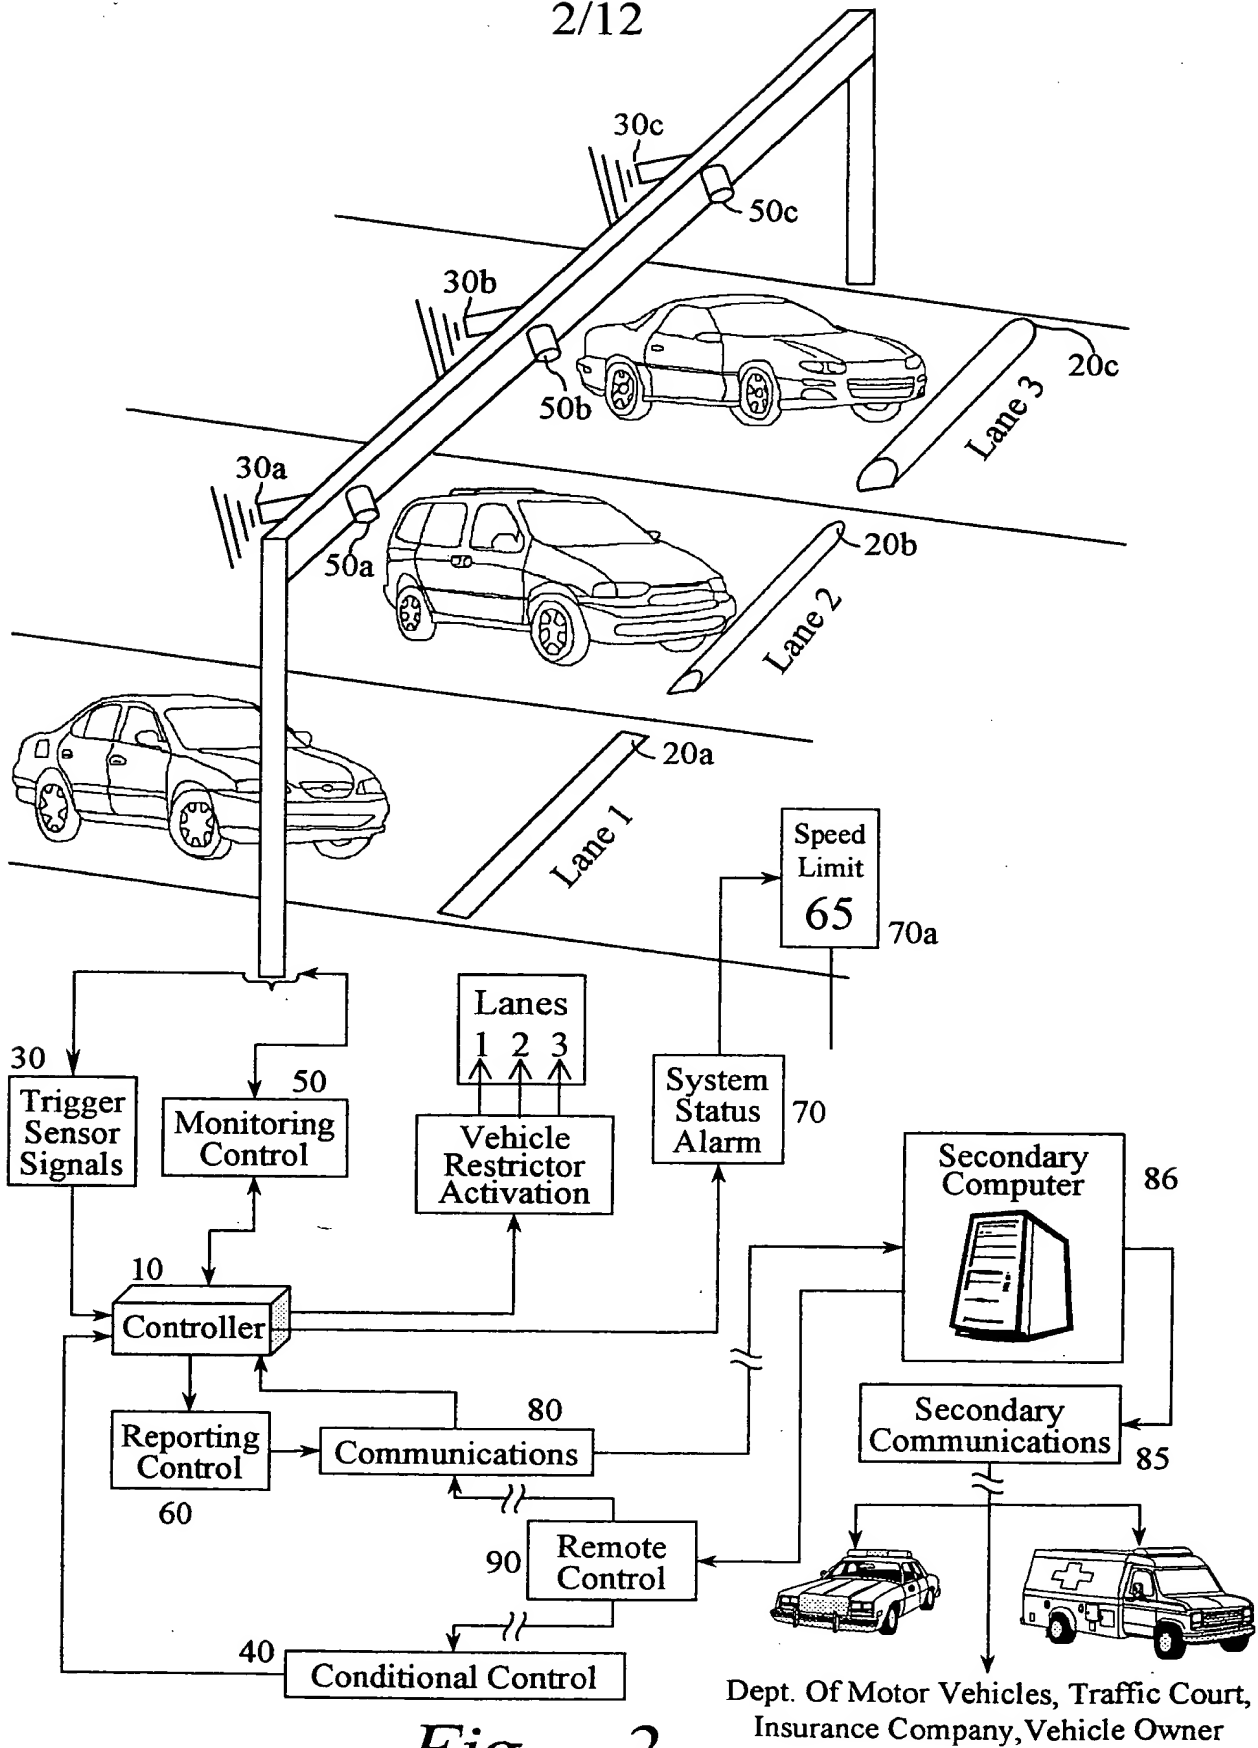 2/12
30c
50c
30b
20c
50b
Lane 3
30a
50a
20b
Lane 2
20a
Lane 1
Speed
Limit
65
70a
Lanes
1 2 3
30
Trigger
Sensor
Signals
50
Monitoring
Control
Vehicle
Restrictor
Activation
System
Status
Alarm
70
Secondary
Computer
86
10
Controller
Reporting
Control
60
80
Communications
Secondary
Communications
85
90
Remote
Control
40
Conditional Control
Dept. Of Motor Vehicles, Traffic Court,
Insurance Company, Vehicle Owner
Fig. 2